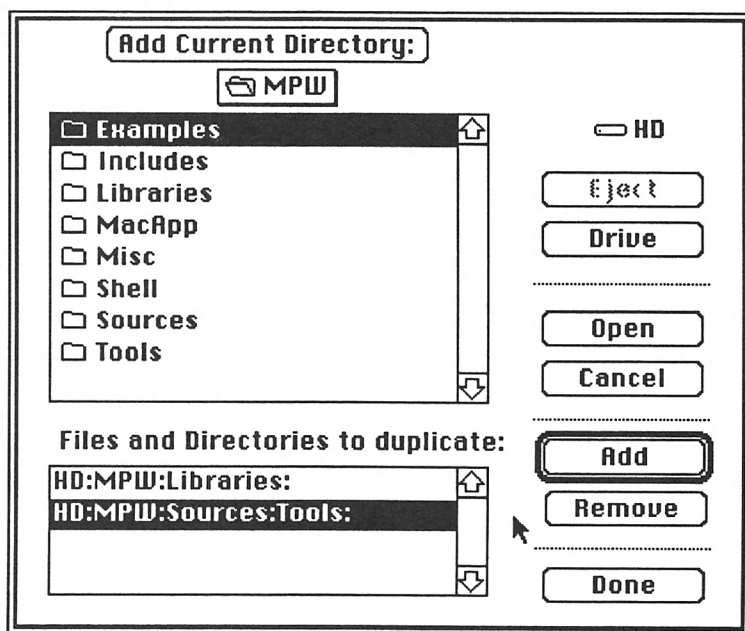 Add Current Directory:
MPW
Examples
Includes
Libraries
MacApp
Misc
Shell
Sources
Tools
HD
Eject
Drive
Open
Cancel
Files and Directories to duplicate:
HD:MPW:Libraries:
HD:MPW:Sources:Tools:
Add
Remove
Done